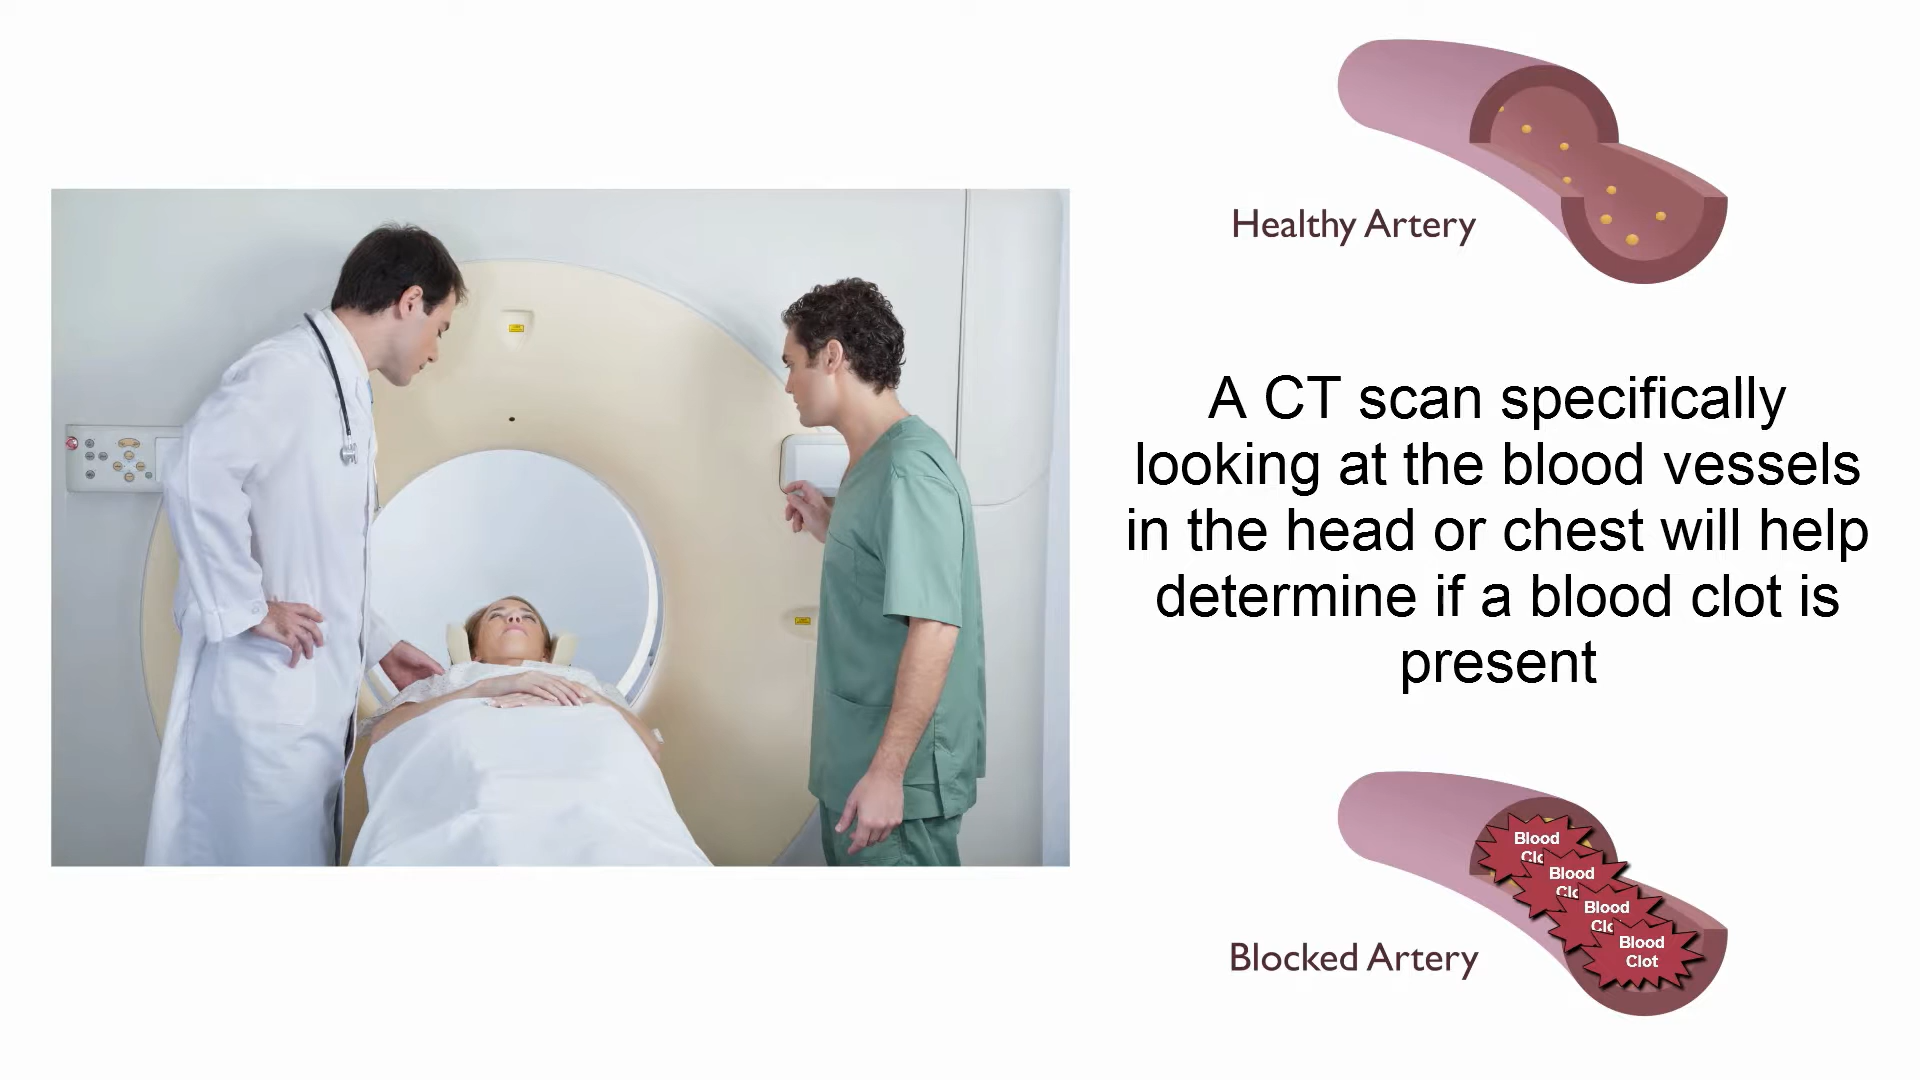 Healthy Artery
A CT scan specifically
looking at the blood vessels
in the head or chest will help
determine if a blood clot is
present
Blood
Blood
Blood
Blood
Clot
Blocked Artery